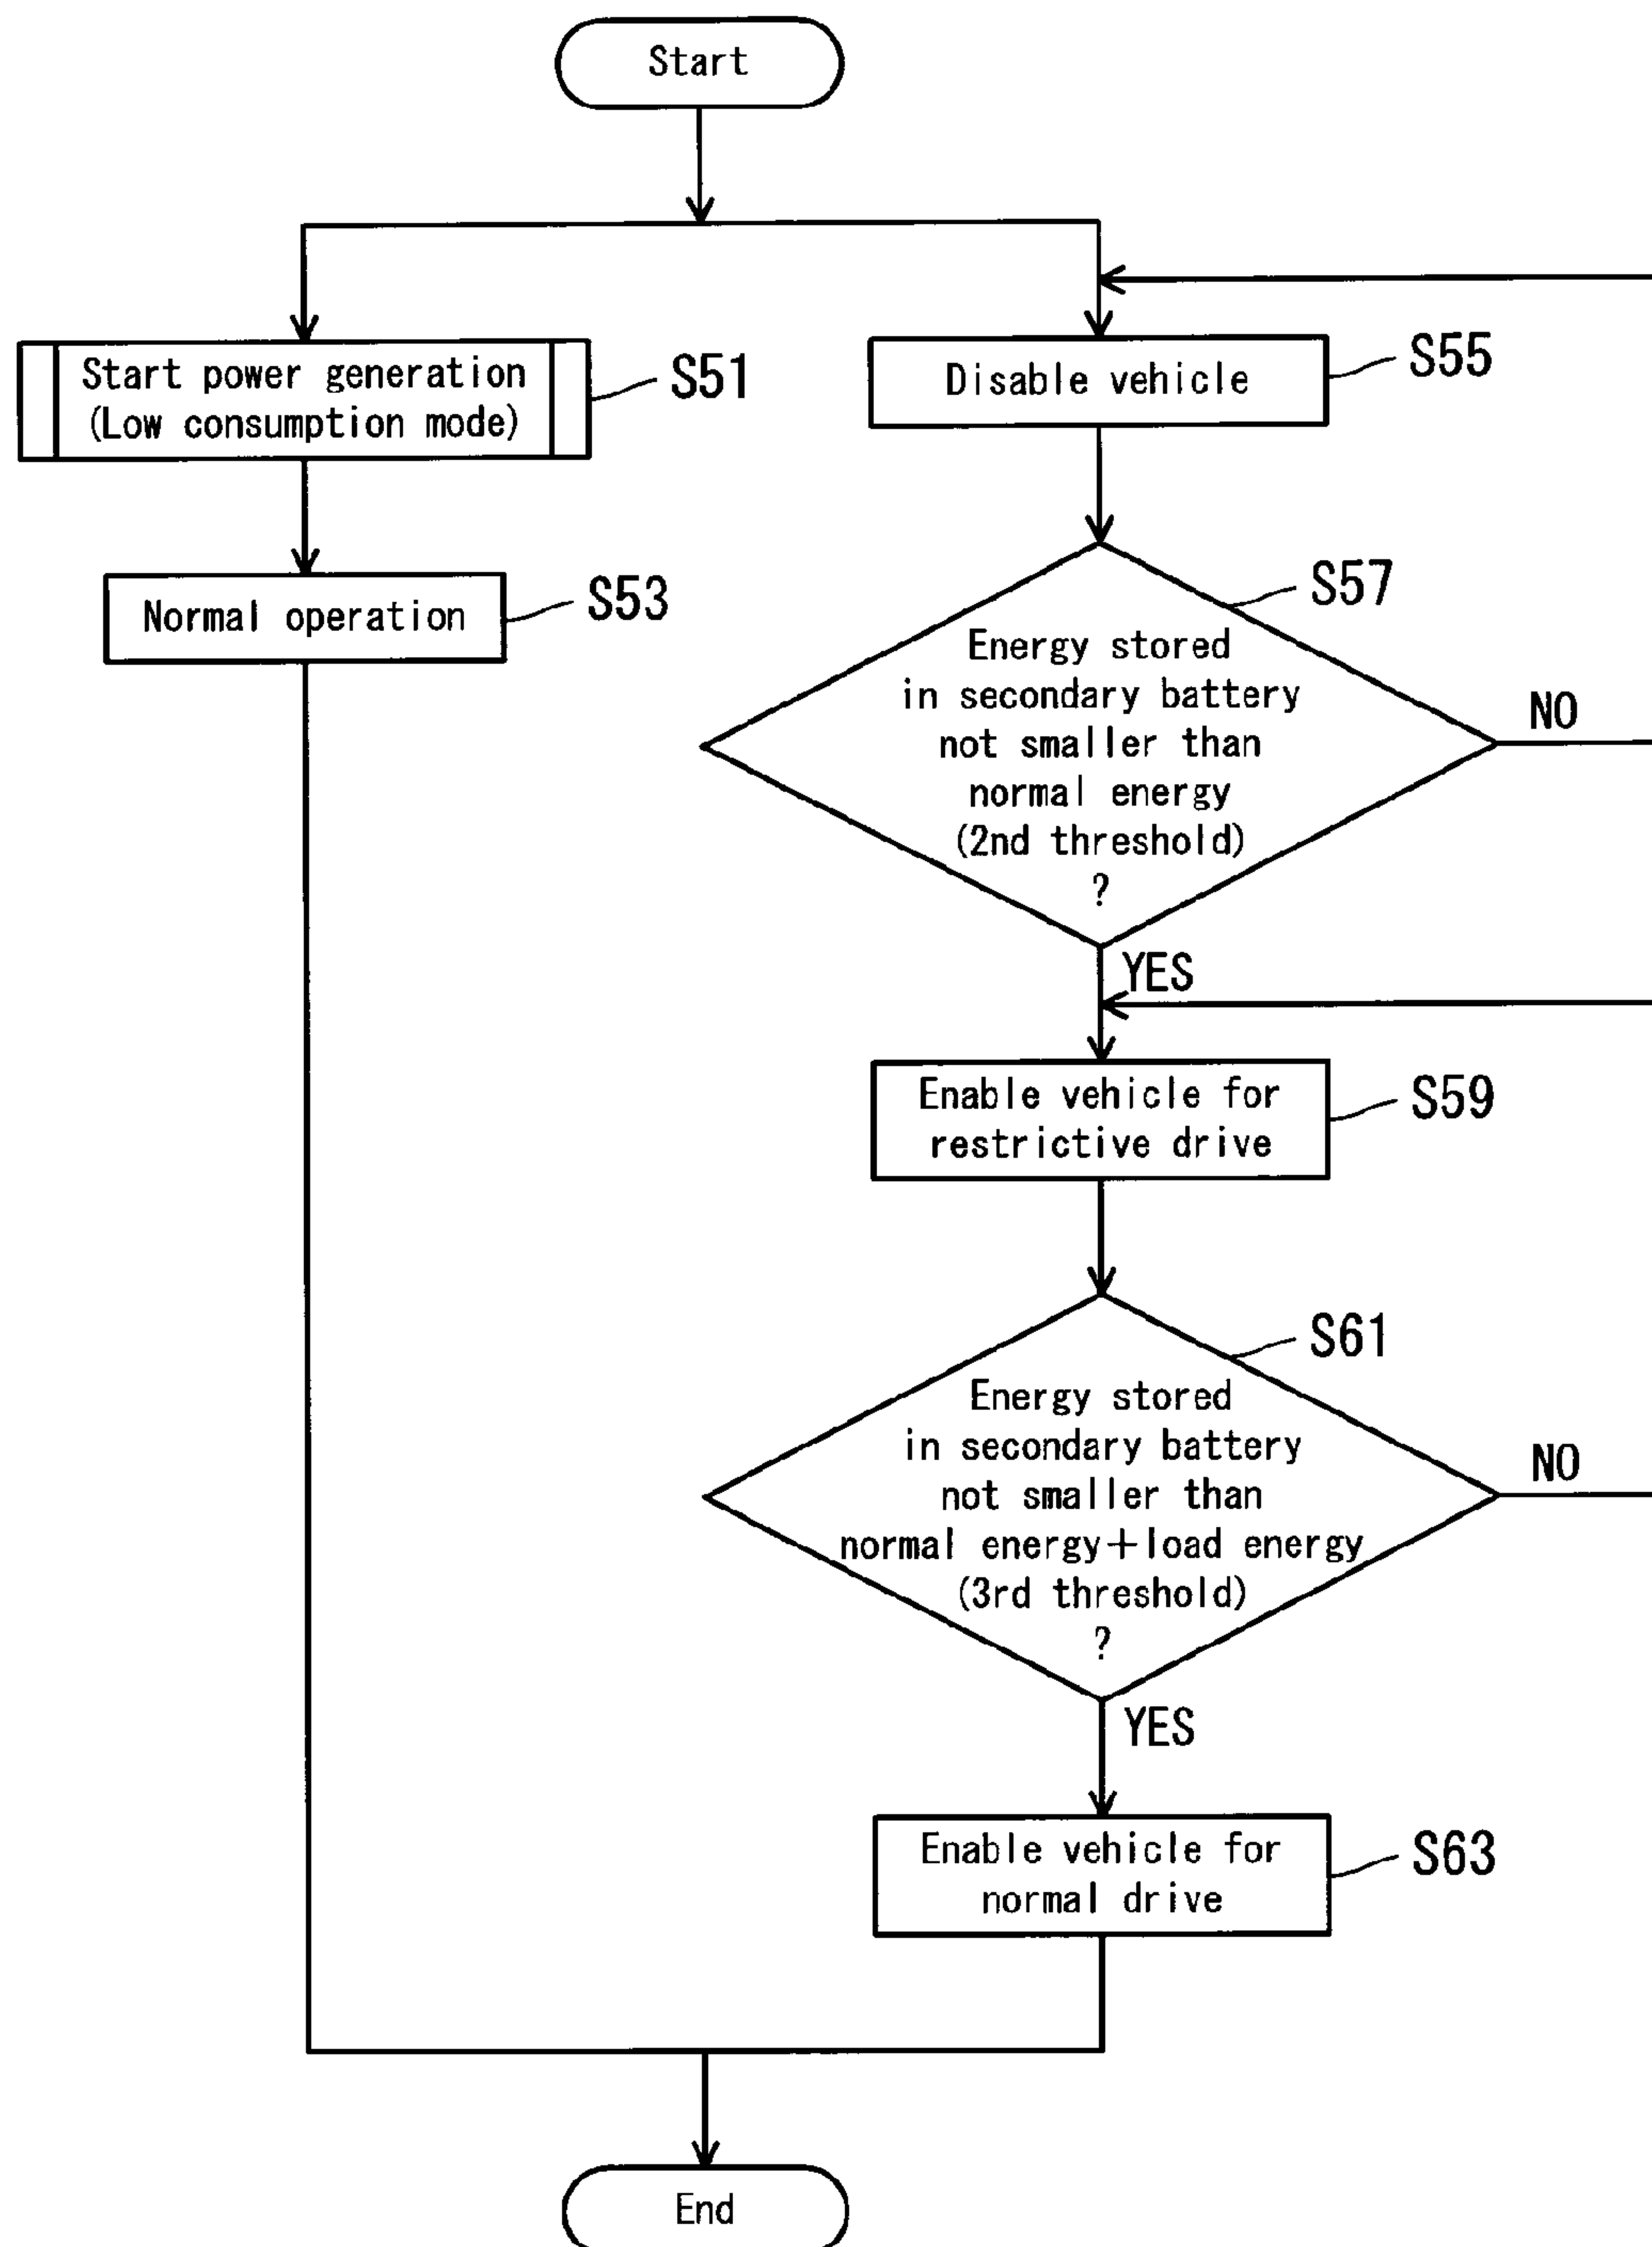 Start
Start power generation
(Low consumption mode)
S51
Disable vehicle
S55
Normal operation
S53
S57
Energy stored
in secondary battery
not smaller than
normal energy
(2nd threshold)
?
NO
YES
Enable vehicle for
restrictive drive
S59
S61
Energy stored
in secondary battery
not smaller than
normal energy+load energy
(3rd threshold)
?
NO
YES
Enable vehicle for
normal drive
S63
End